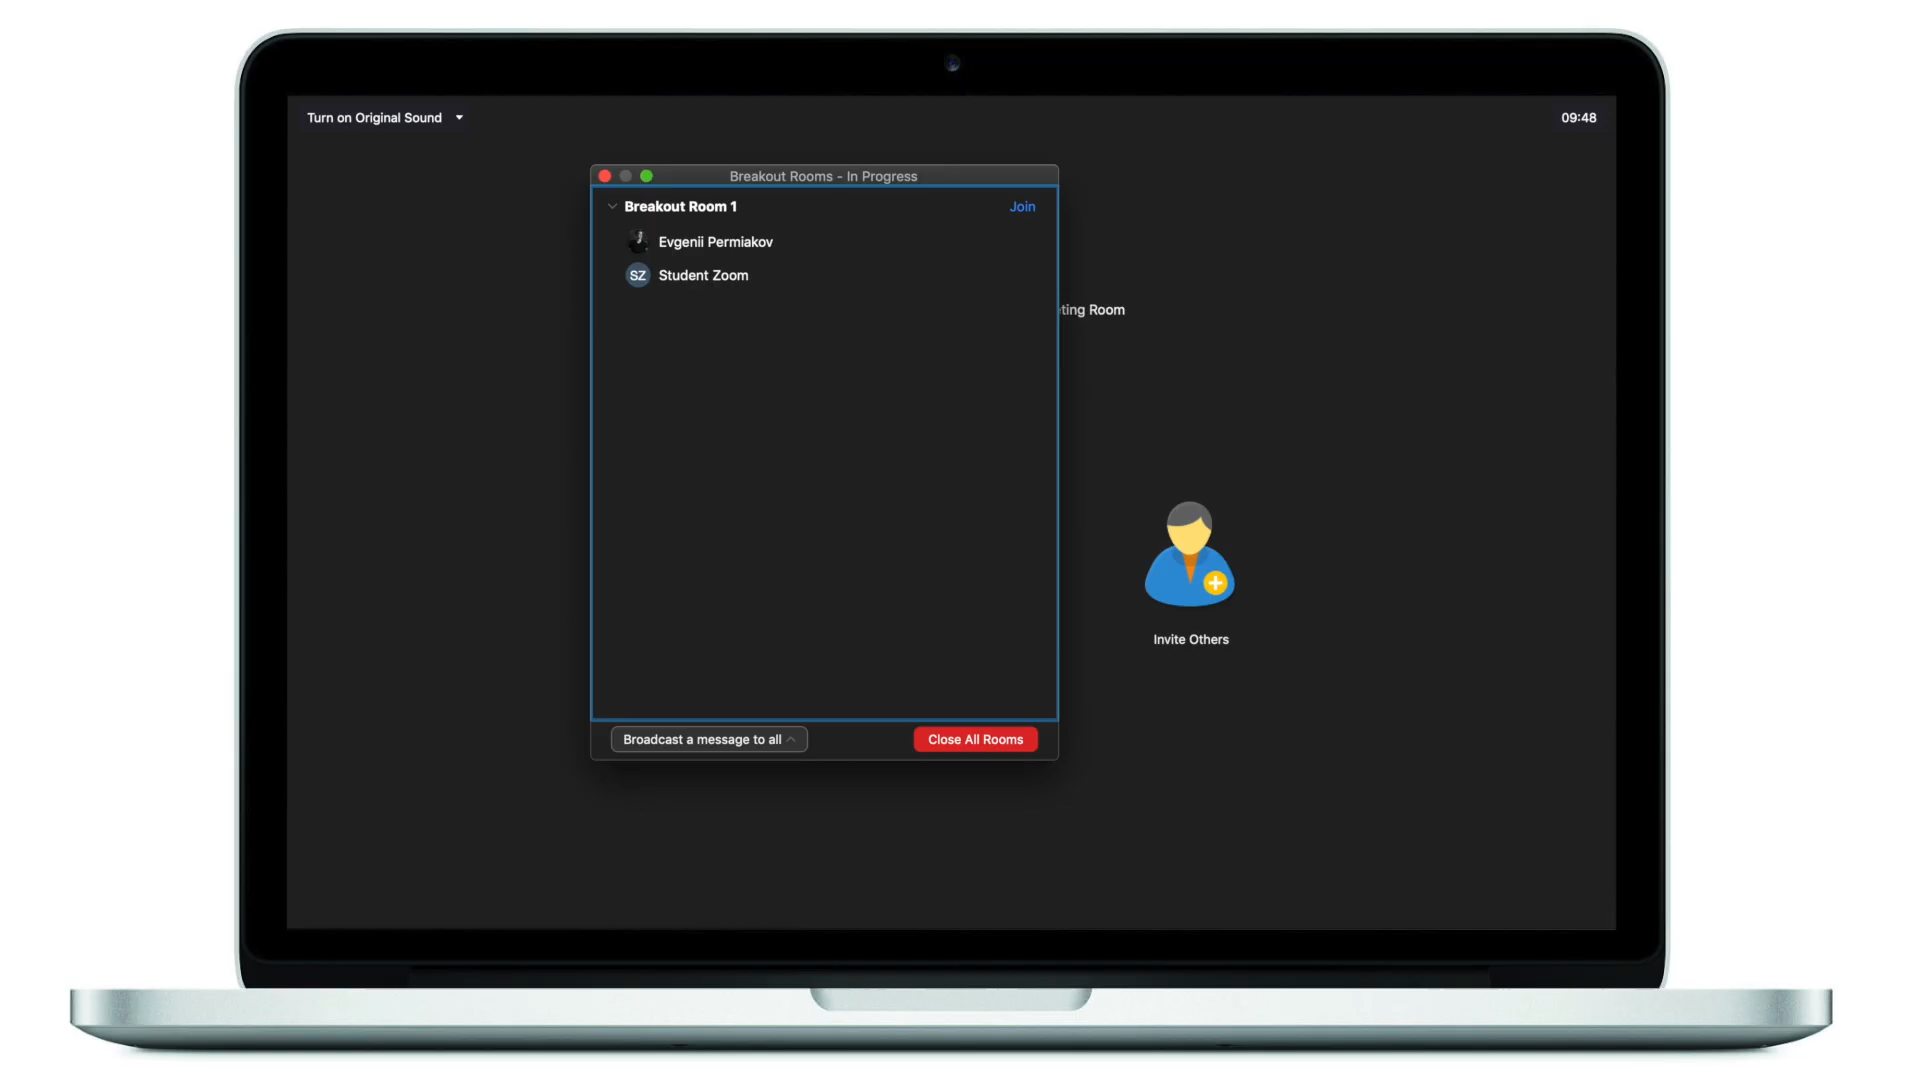 Turn on Original Sound
09:48
Breakout Rooms - In Progress
Breakout Room 1
Join
Evgenii Permiakov
SZ Student Zoom
ting Room
Invite Others
Broadcast a message to all
Close All Rooms